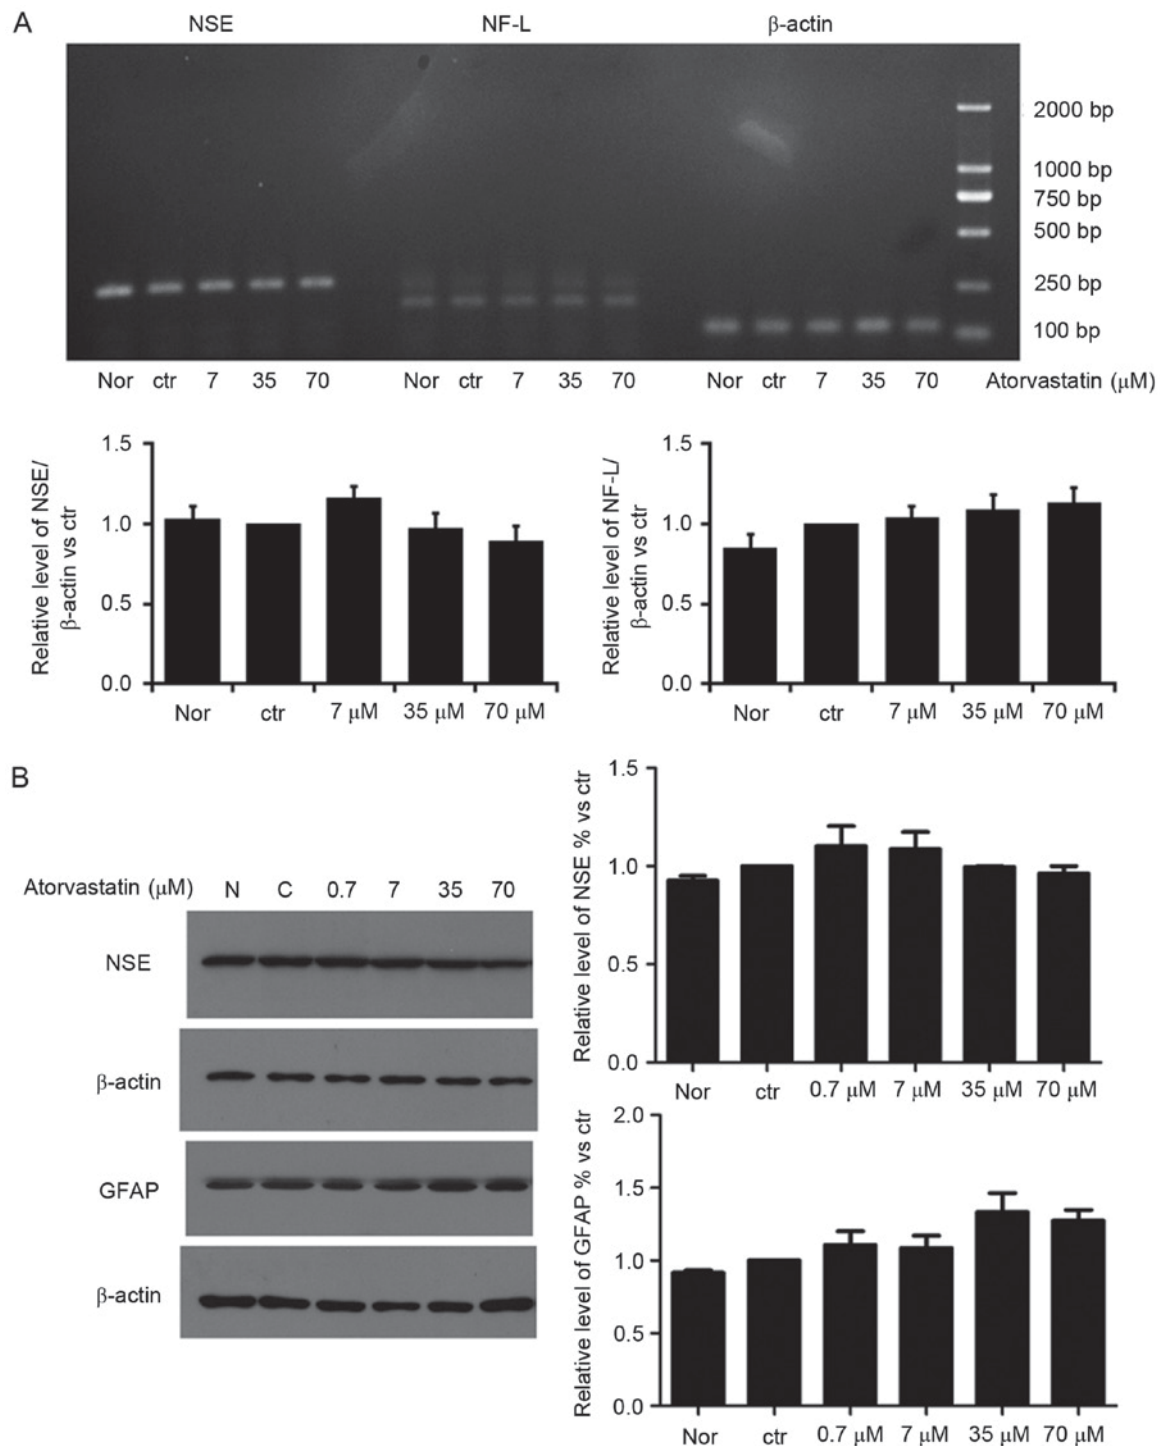 A
NSE NF-L β-actin
2000 bp
1000 bp
750 bp
500 bp
250 bp
100 bp
Nor ctr 7 35 70 Nor ctr 7 35 70 Nor ctr 7 35 70 Atorvastatin (μM)
Relative level of NSE/
β-actin vs ctr
1.5
1.0
0.5
0.0
Nor ctr 7 μM 35 μM 70 μM
Relative level of NF-L/
β-actin vs ctr
1.5
1.0
0.5
0.0
Nor ctr 7 μM 35 μM 70 μM
B
Atorvastatin (μM) N C 0.7 7 35 70
NSE
β-actin
GFAP
β-actin
Relative level of NSE % vs ctr
1.5
1.0
0.5
0.0
Nor ctr 0.7 μM 7 μM 35 μM 70 μM
Relative level of GFAP % vs ctr
2.0
1.5
1.0
0.5
0.0
Nor ctr 0.7 μM 7 μM 35 μM 70 μM